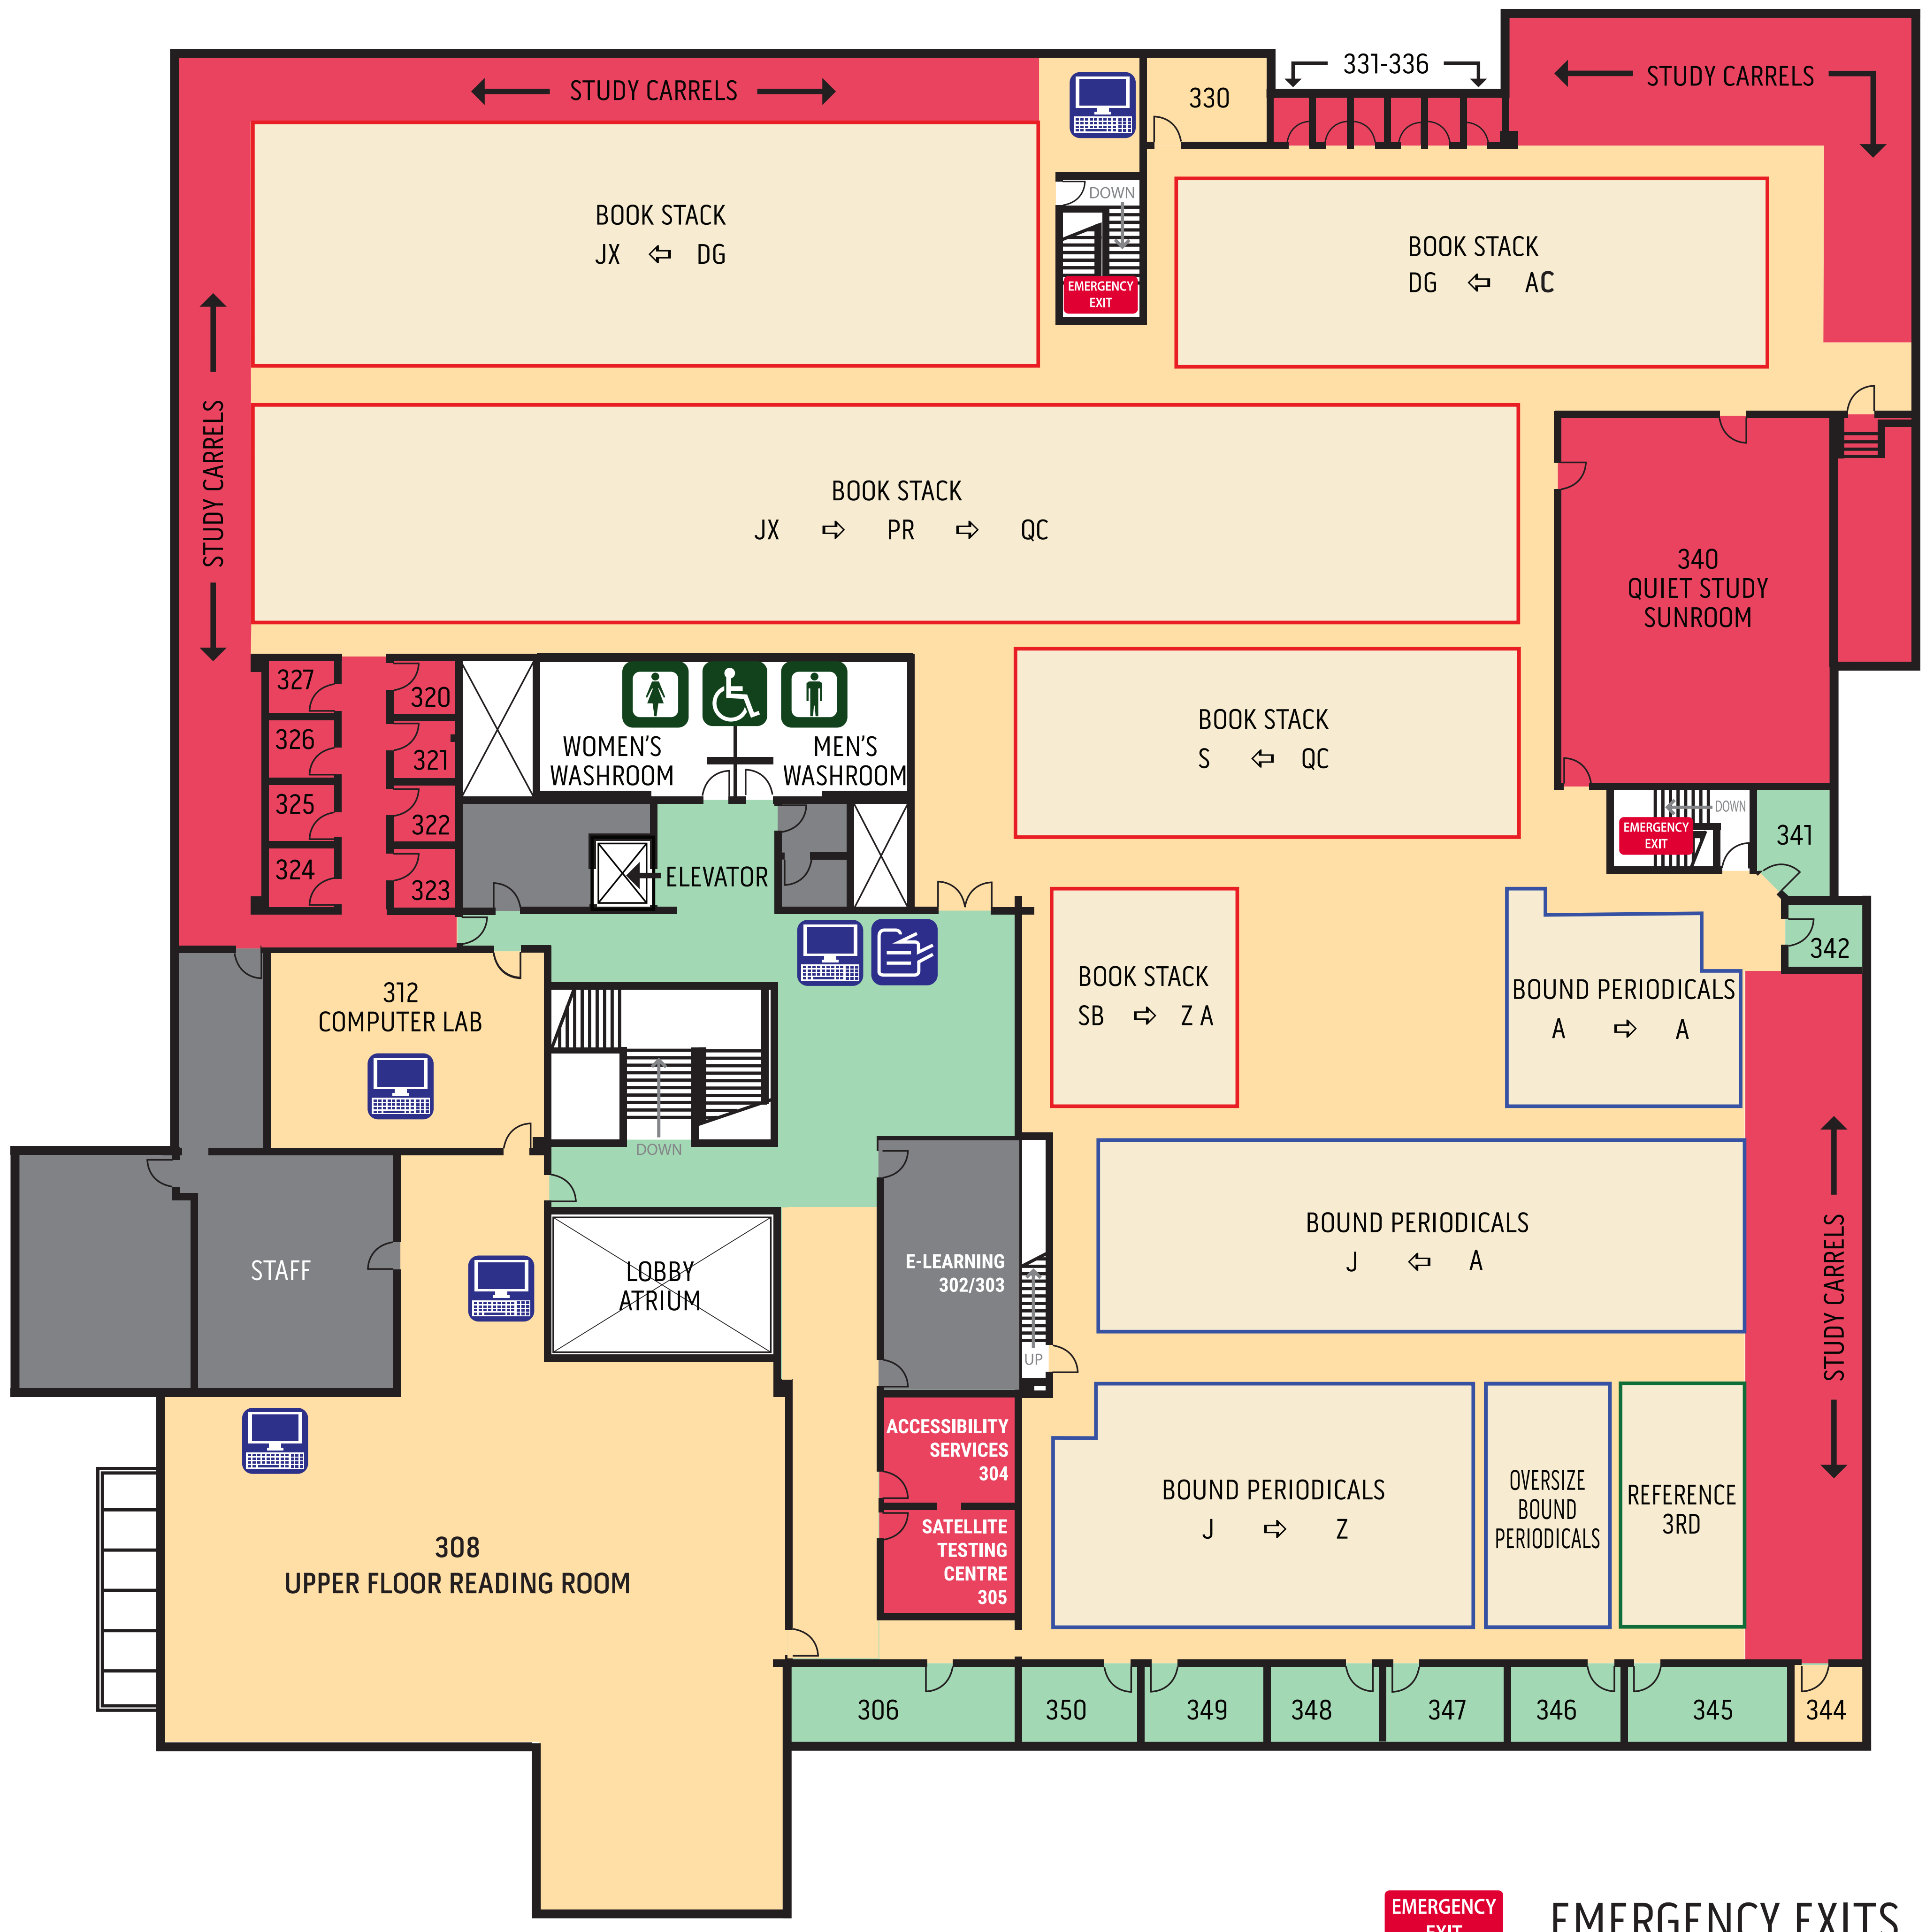 331-336
STUDY CARRELS
STUDY CARRELS
330
DOWN
EMERGENCY
EXIT
BOOK STACK
JX ⇦ DG
BOOK STACK
DG ⇦ AC
STUDY CARRELS
BOOK STACK
JX ⇨ PR ⇨ QC
340
QUIET STUDY
SUNROOM
327
326
325
324
320
321
322
323
WOMEN'S
WASHROOM
MEN'S
WASHROOM
ELEVATOR
BOOK STACK
S ⇦ QC
DOWN
EMERGENCY
EXIT
341
342
312
COMPUTER LAB
BOOK STACK
SB ⇨ Z A
BOUND PERIODICALS
A ⇨ A
DOWN
STAFF
LOBBY
ATRIUM
E-LEARNING
302/303
UP
BOUND PERIODICALS
J ⇦ A
STUDY CARRELS
ACCESSIBILITY
SERVICES
304
SATELLITE
TESTING
CENTRE
305
BOUND PERIODICALS
J ⇨ Z
OVERSIZE
BOUND
PERIODICALS
REFERENCE
3RD
308
UPPER FLOOR READING ROOM
306
350
349
348
347
346
345
344
EMERGENCY
EXIT
EMERGENCY EXITS